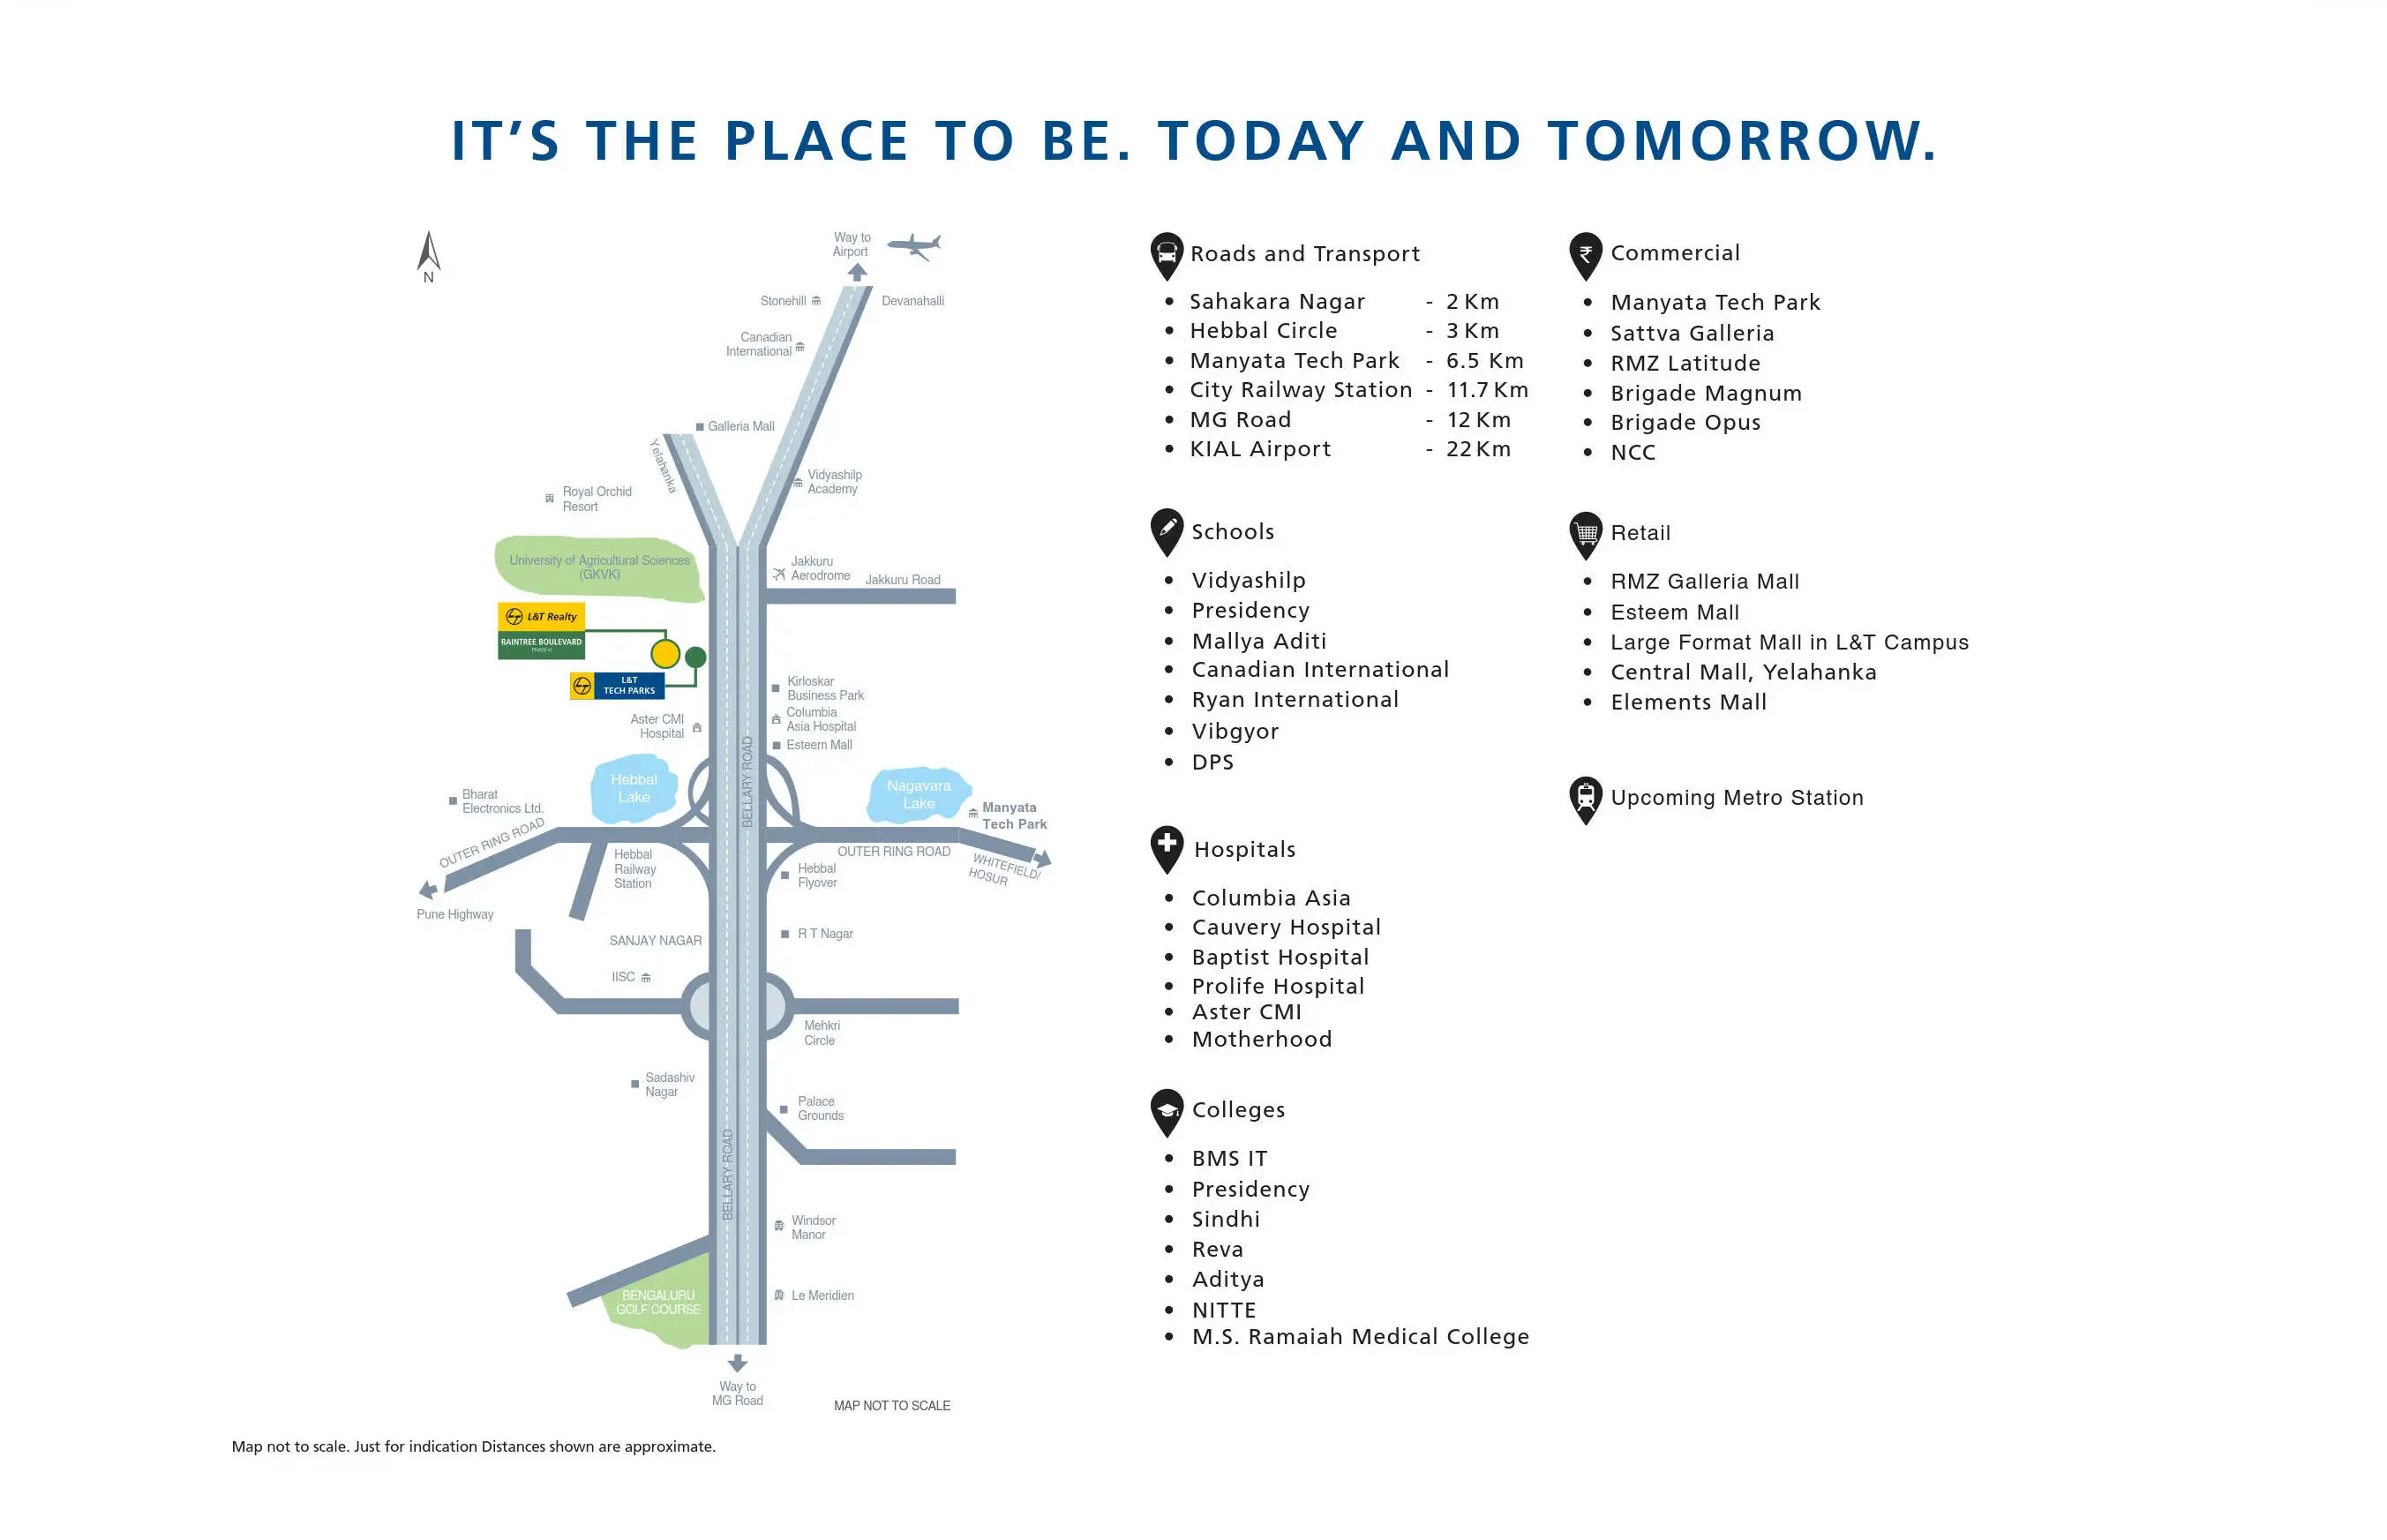 IT’S THE PLACE TO BE. TODAY AND TOMORROW.
N
Way to
Airport
Stonehill
Devanahalli
Canadian
International
Galleria Mall
Yelahanka
Vidyashilp
Academy
Royal Orchid
Resort
University of Agricultural Sciences
(GKVK)
Jakkuru
Aerodrome
Jakkuru Road
L&T Realty
RAINTREE BOULEVARD
PHASE-II
L&T
TECH PARKS
Kirloskar
Business Park
Aster CMI
Hospital
Columbia
Asia Hospital
Esteem Mall
BELLARY ROAD
Hebbal
Lake
Nagavara
Lake
Bharat
Electronics Ltd.
Manyata
Tech Park
OUTER RING ROAD
OUTER RING ROAD
WHITEFIELD/
HOSUR
Hebbal
Railway
Station
Hebbal
Flyover
Pune Highway
SANJAY NAGAR
R T Nagar
IISC
Mehkri
Circle
Sadashiv
Nagar
Palace
Grounds
BELLARY ROAD
Windsor
Manor
BENGALURU
GOLF COURSE
Le Meridien
Way to
MG Road
MAP NOT TO SCALE
Map not to scale. Just for indication Distances shown are approximate.
Roads and Transport
• Sahakara Nagar - 2 Km
• Hebbal Circle - 3 Km
• Manyata Tech Park - 6.5 Km
• City Railway Station - 11.7 Km
• MG Road - 12 Km
• KIAL Airport - 22 Km
Schools
• Vidyashilp
• Presidency
• Mallya Aditi
• Canadian International
• Ryan International
• Vibgyor
• DPS
Hospitals
• Columbia Asia
• Cauvery Hospital
• Baptist Hospital
• Prolife Hospital
• Aster CMI
• Motherhood
Colleges
• BMS IT
• Presidency
• Sindhi
• Reva
• Aditya
• NITTE
• M.S. Ramaiah Medical College
₹
Commercial
• Manyata Tech Park
• Sattva Galleria
• RMZ Latitude
• Brigade Magnum
• Brigade Opus
• NCC
Retail
• RMZ Galleria Mall
• Esteem Mall
• Large Format Mall in L&T Campus
• Central Mall, Yelahanka
• Elements Mall
Upcoming Metro Station